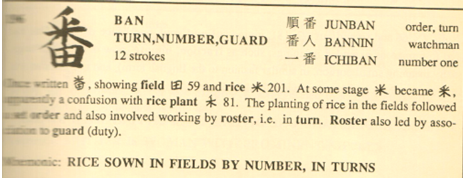 番
BAN
TURN,NUMBER,GUARD
12 strokes
順番 JUNBAN order, turn
番人 BANNIN watchman
一番 ICHIBAN number one
written 畨, showing field 田 59 and rice 米 201. At some stage 米 became 釆,
apparently a confusion with rice plant 禾 81. The planting of rice in the fields followed
set order and also involved working by roster, i.e. in turn. Roster also led by asso-
ciation to guard (duty).
Mnemonic: RICE SOWN IN FIELDS BY NUMBER, IN TURNS